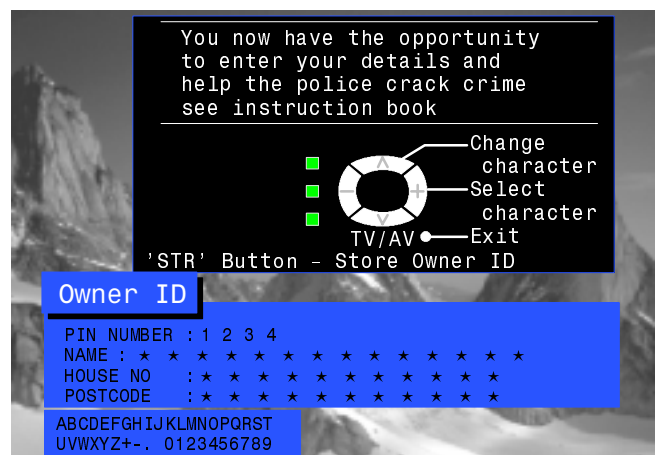 You now have the opportunity
to enter your details and
help the police crack crime
see instruction book
Change
character
Select
character
TV/AV Exit
'STR' Button – Store Owner ID
Owner ID
PIN NUMBER : 1 2 3 4
NAME : ★ ★ ★ ★ ★ ★ ★ ★ ★ ★ ★ ★ ★ ★
HOUSE NO : ★ ★ ★ ★ ★ ★ ★ ★ ★ ★ ★
POSTCODE : ★ ★ ★ ★ ★ ★ ★ ★ ★ ★ ★
ABCDEFGHIJKLMNOPQRST
UVWXYZ+-. 0123456789